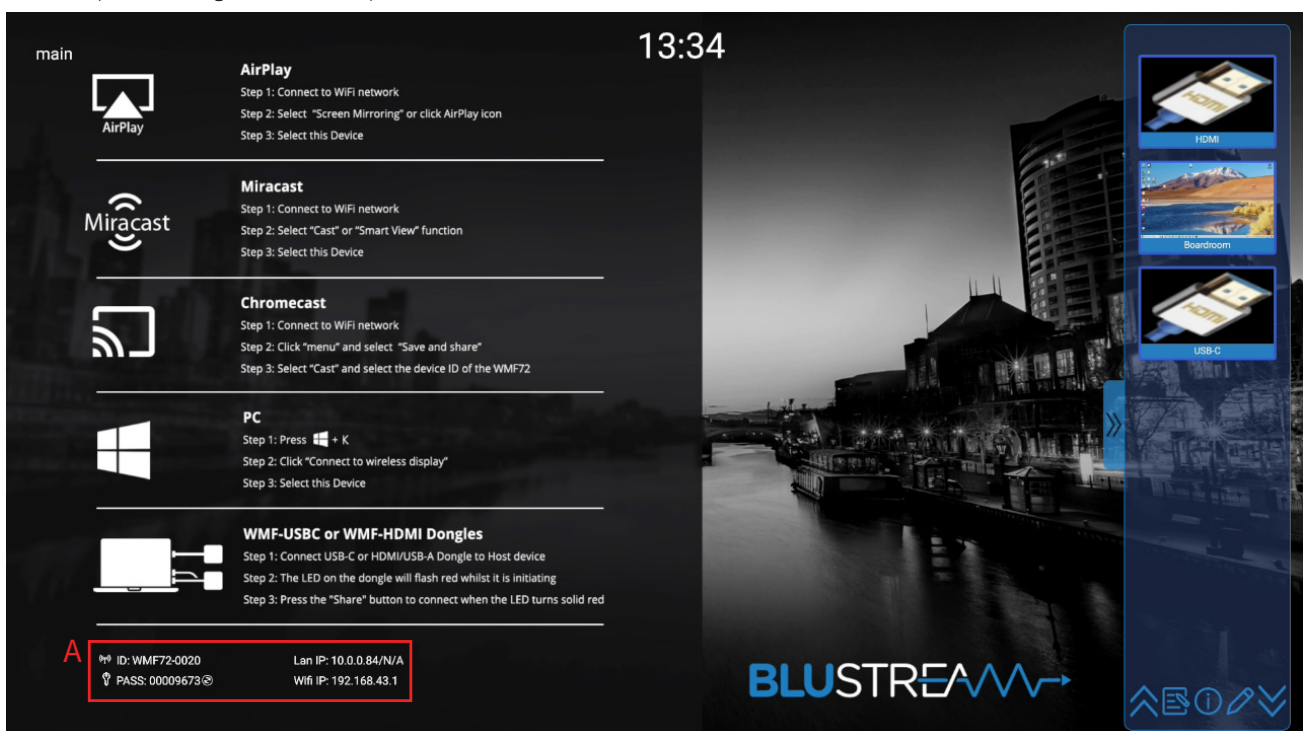 main
13:34
AirPlay
AirPlay
Step 1: Connect to WiFi network
Step 2: Select "Screen Mirroring" or click AirPlay icon
Step 3: Select this Device
Miracast
Miracast
Step 1: Connect to WiFi network
Step 2: Select "Cast" or "Smart View" function
Step 3: Select this Device
Chromecast
Step 1: Connect to WiFi network
Step 2: Click "menu" and select "Save and share"
Step 3: Select "Cast" and select the device ID of the WMF72
PC
Step 1: Press + K
Step 2: Click "Connect to wireless display"
Step 3: Select this Device
WMF-USBC or WMF-HDMI Dongles
Step 1: Connect USB-C or HDMI/USB-A Dongle to Host device
Step 2: The LED on the dongle will flash red whilst it is initiating
Step 3: Press the "Share" button to connect when the LED turns solid red
A
ID: WMF72-0020 Lan IP: 10.0.0.84/N/A
PASS: 00009673 Wifi IP: 192.168.43.1
BLUSTREAM
HDMI
HDMI
Boardroom
HDMI
USB-C